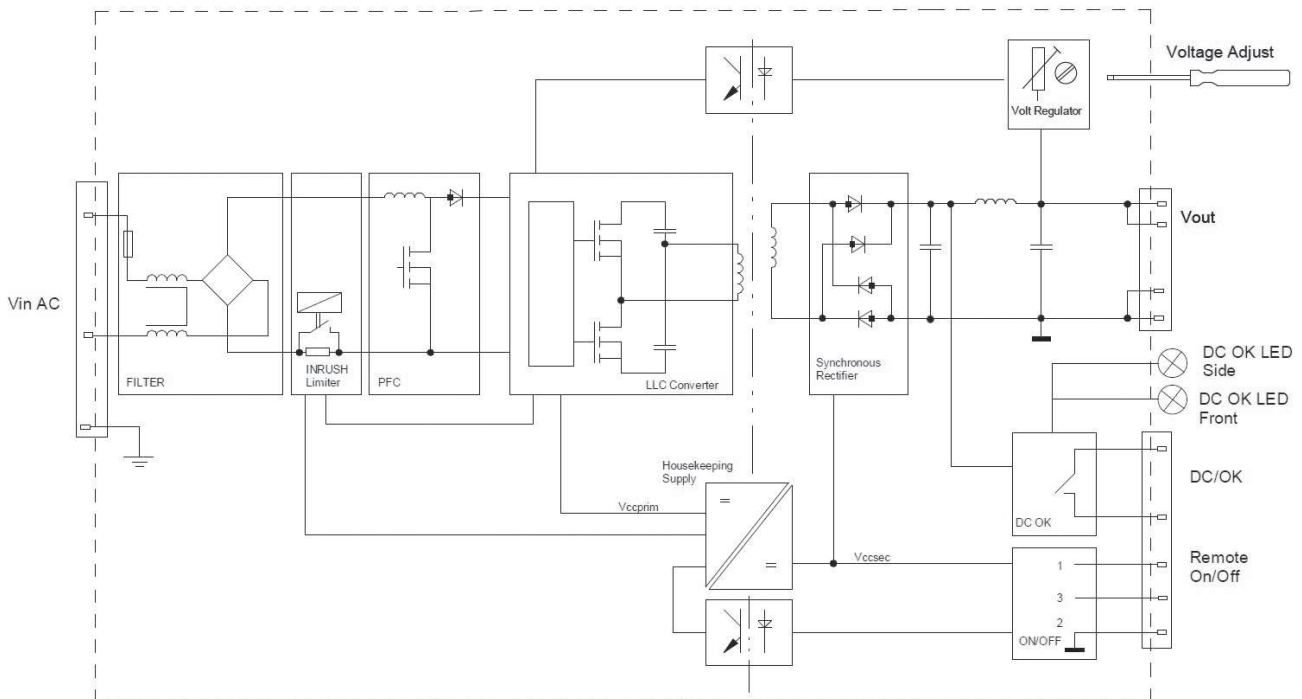 Voltage Adjust
Volt Regulator
Vin AC
FILTER
INRUSH
Limiter
PFC
LLC Converter
Synchronous
Rectifier
Vout
DC OK LED
Side
DC OK LED
Front
Housekeeping
Supply
Vccprim
Vccsec
DC OK
DC/OK
1
3
2
ON/OFF
Remote
On/Off